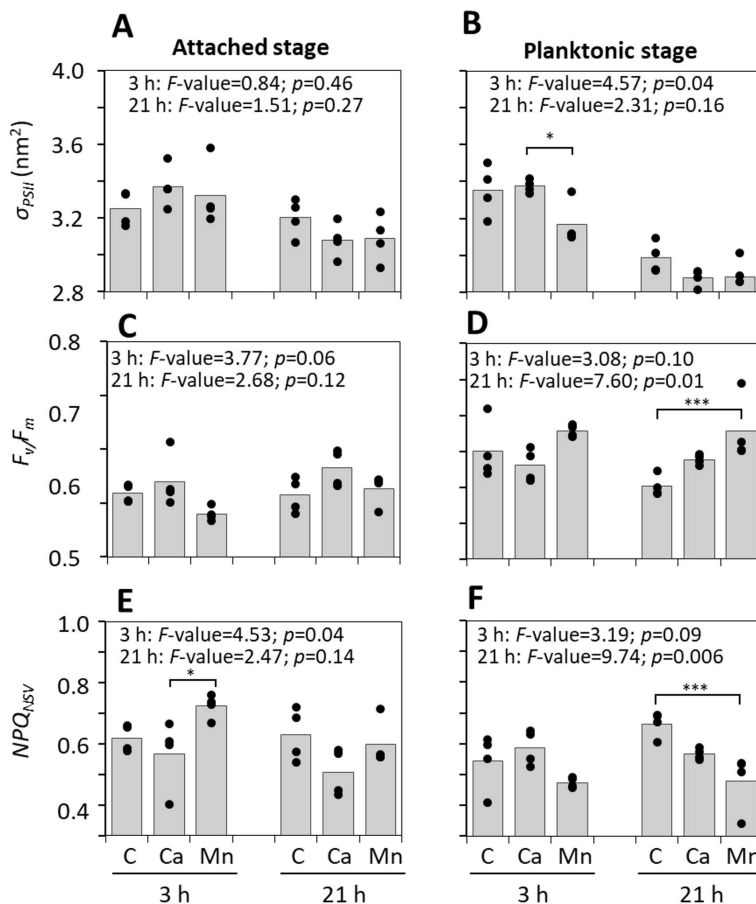 A
Attached stage
B
Planktonic stage
σPSII (nm²)
4.0
3.6
3.2
2.8
3 h: F-value=0.84; p=0.46
21 h: F-value=1.51; p=0.27
3 h: F-value=4.57; p=0.04
21 h: F-value=2.31; p=0.16
*
C
D
Fv/Fm
0.8
0.7
0.6
0.5
3 h: F-value=3.77; p=0.06
21 h: F-value=2.68; p=0.12
3 h: F-value=3.08; p=0.10
21 h: F-value=7.60; p=0.01
***
E
F
NPQNSV
1.0
0.8
0.6
0.4
3 h: F-value=4.53; p=0.04
21 h: F-value=2.47; p=0.14
*
3 h: F-value=3.19; p=0.09
21 h: F-value=9.74; p=0.006
***
C Ca Mn C Ca Mn C Ca Mn C Ca Mn
3 h 21 h 3 h 21 h